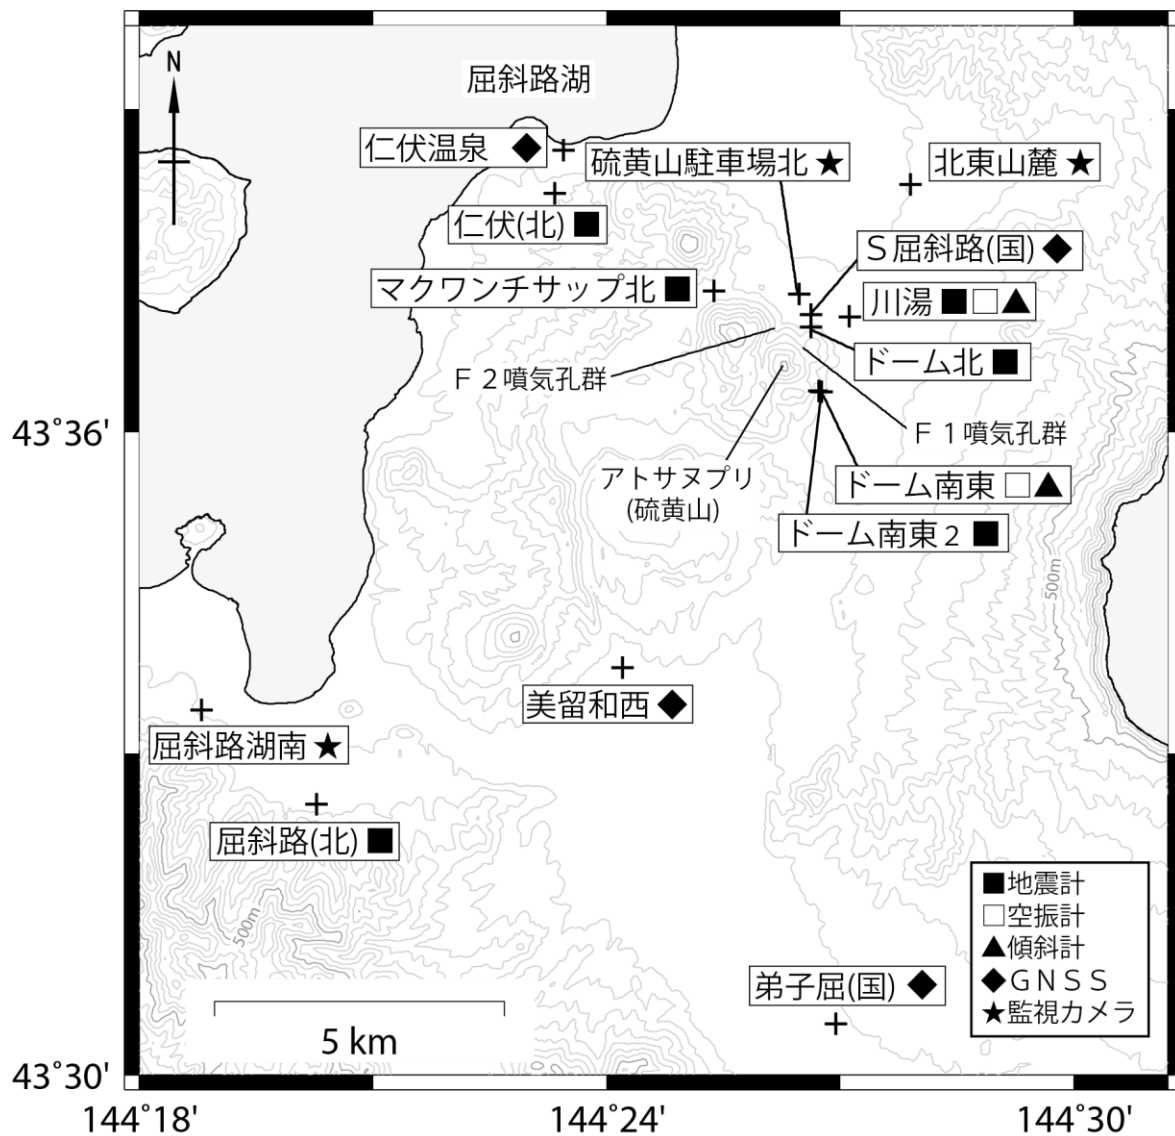 N
屈斜路湖
仁伏温泉 ◆
硫黄山駐車場北 ★
北東山麓 ★
仁伏(北) ■
S屈斜路(国) ◆
マクワンチサップ北 ■
川湯 ■□▲
ドーム北 ■
F2噴気孔群
43°36'
F1噴気孔群
アトサヌプリ
(硫黄山)
ドーム南東 □▲
ドーム南東2 ■
500m
美留和西 ◆
屈斜路湖南 ★
屈斜路(北) ■
500m
■地震計
□空振計
▲傾斜計
◆GNSS
★監視カメラ
弟子屈(国) ◆
5 km
43°30'
144°18'
144°24'
144°30'